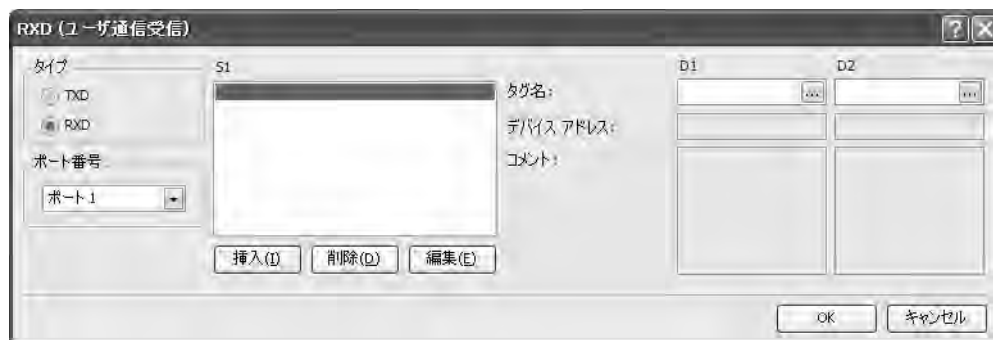 RXD (ユーザ通信受信)
タイプ
TXD
RXD
ポート番号
ポート 1
S1
挿入(I)
削除(D)
編集(E)
タグ名:
デバイス アドレス:
コメント:
D1
D2
...
...
OK
キャンセル